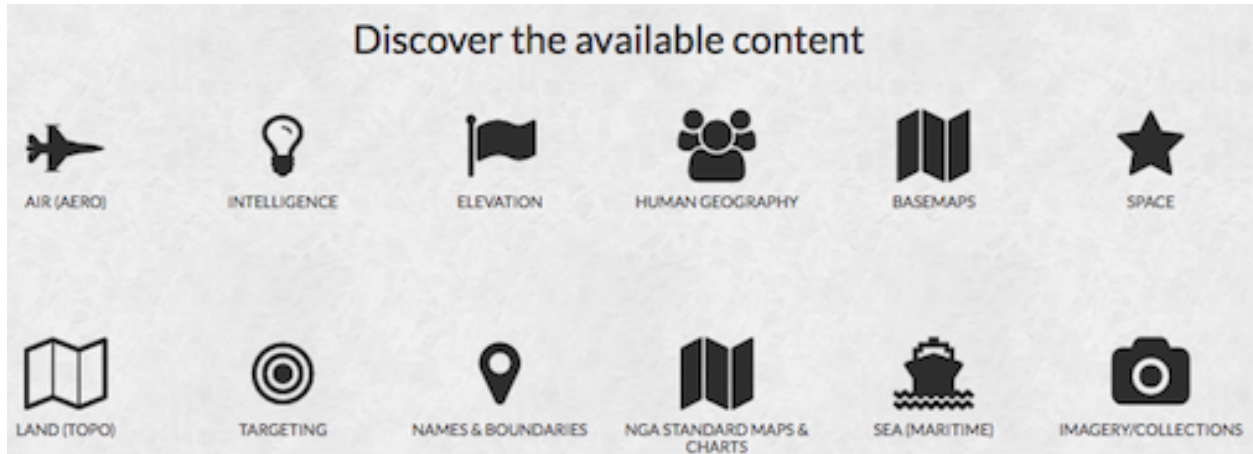 Discover the available content
AIR (AERO)
INTELLIGENCE
ELEVATION
HUMAN GEOGRAPHY
BASEMAPS
SPACE
LAND (TOPO)
TARGETING
NAMES & BOUNDARIES
NGA STANDARD MAPS &
CHARTS
SEA (MARITIME)
IMAGERY/COLLECTIONS